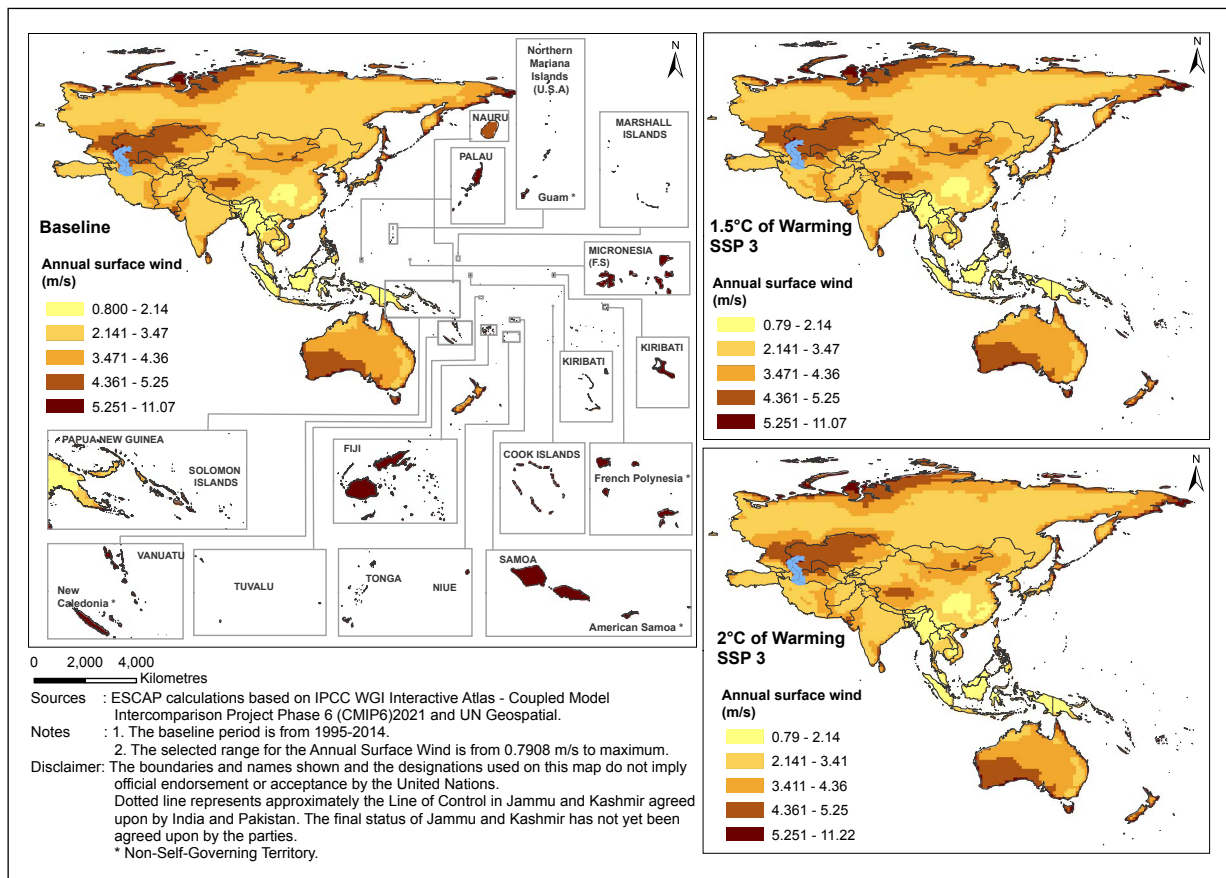 N
Northern
Mariana
Islands
(U.S.A)
Guam *
MARSHALL
ISLANDS
NAURU
PALAU
MICRONESIA
(F.S)
KIRIBATI
KIRIBATI
Baseline
Annual surface wind
(m/s)
0.800 - 2.14
2.141 - 3.47
3.471 - 4.36
4.361 - 5.25
5.251 - 11.07
PAPUA NEW GUINEA
SOLOMON
ISLANDS
FIJI
COOK ISLANDS
French Polynesia *
VANUATU
New
Caledonia *
TUVALU
TONGA
NIUE
SAMOA
American Samoa *
0 2,000 4,000
Kilometres
Sources : ESCAP calculations based on IPCC WGI Interactive Atlas - Coupled Model
Intercomparison Project Phase 6 (CMIP6)2021 and UN Geospatial.
Notes : 1. The baseline period is from 1995-2014.
2. The selected range for the Annual Surface Wind is from 0.7908 m/s to maximum.
Disclaimer: The boundaries and names shown and the designations used on this map do not imply
official endorsement or acceptance by the United Nations.
Dotted line represents approximately the Line of Control in Jammu and Kashmir agreed
upon by India and Pakistan. The final status of Jammu and Kashmir has not yet been
agreed upon by the parties.
* Non-Self-Governing Territory.
N
1.5°C of Warming
SSP 3
Annual surface wind
(m/s)
0.79 - 2.14
2.141 - 3.47
3.471 - 4.36
4.361 - 5.25
5.251 - 11.07
N
2°C of Warming
SSP 3
Annual surface wind
(m/s)
0.79 - 2.14
2.141 - 3.41
3.411 - 4.36
4.361 - 5.25
5.251 - 11.22